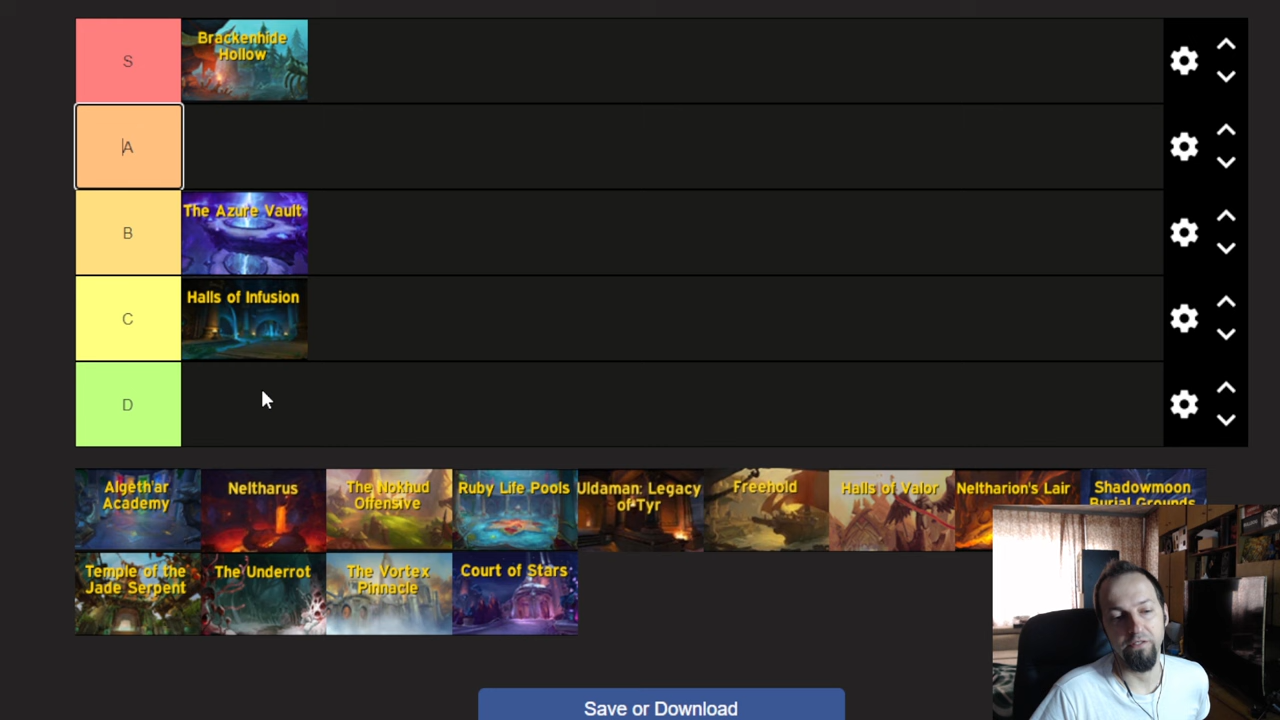 S
Brackenhide
Hollow
A
B
The Azure Vault
C
Halls of Infusion
D
Algeth'ar
Academy
Neltharus
The Nokhud
Offensive
Ruby Life Pools
Uldaman: Legacy
of Tyr
Freehold
Halls of Valor
Neltharion's Lair
Shadowmoon
Burial Grounds
Temple of the
Jade Serpent
The Underrot
The Vortex
Pinnacle
Court of Stars
Save or Download